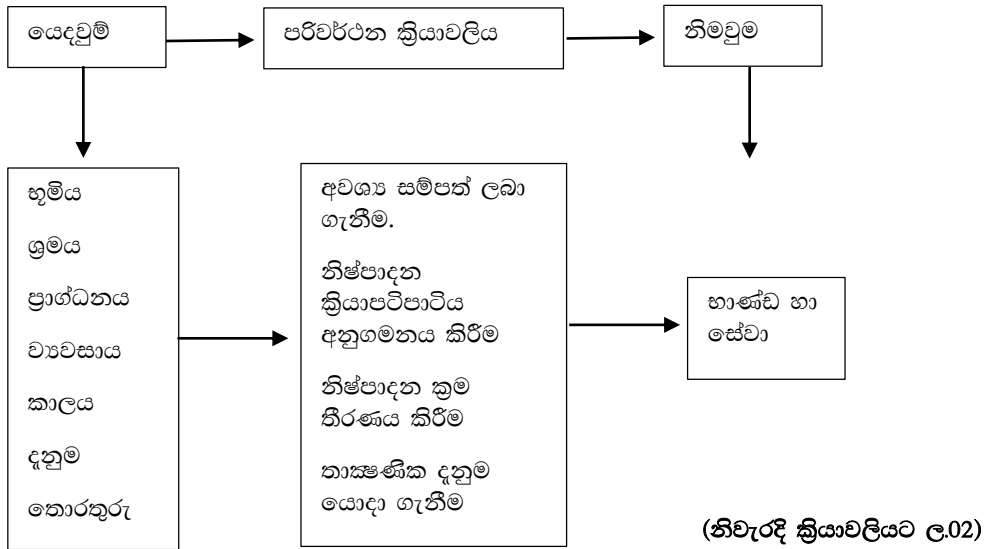 යෙදවුම්
පරිවර්ථන ක්‍රියාවලිය
නිමවුම
භූමිය
ශ්‍රමය
ප්‍රාග්ධනය
ව්‍යවසාය
කාලය
දැනුම
තොරතුරු
අවශ්‍ය සම්පත් ලබා
ගැනීම.
නිෂ්පාදන
ක්‍රියාපටිපාටිය
අනුගමනය කිරීම
නිෂ්පාදන ක්‍රම
තීරණය කිරීම
තාක්‍ෂණික දැනුම
යොදා ගැනීම
භාණ්ඩ හා
සේවා
(නිවැරදි ක්‍රියාවලියට ල.02)